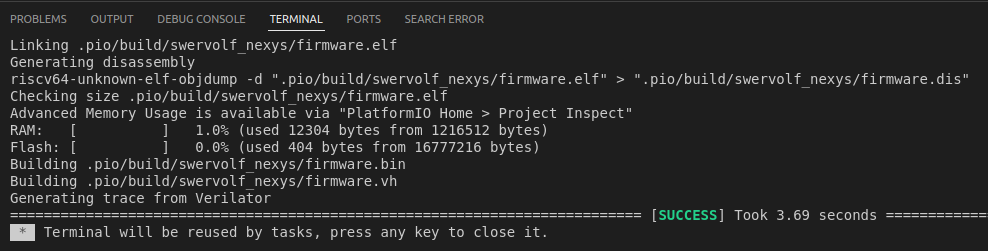 PROBLEMS OUTPUT DEBUG CONSOLE TERMINAL PORTS SEARCH ERROR
Linking .pio/build/swervolf_nexys/firmware.elf
Generating disassembly
riscv64-unknown-elf-objdump -d ".pio/build/swervolf_nexys/firmware.elf" > ".pio/build/swervolf_nexys/firmware.dis"
Checking size .pio/build/swervolf_nexys/firmware.elf
Advanced Memory Usage is available via "PlatformIO Home > Project Inspect"
RAM:   [          ]   1.0% (used 12304 bytes from 1216512 bytes)
Flash: [          ]   0.0% (used 404 bytes from 16777216 bytes)
Building .pio/build/swervolf_nexys/firmware.bin
Building .pio/build/swervolf_nexys/firmware.vh
Generating trace from Verilator
=========================================================================== [SUCCESS] Took 3.69 seconds ============
* Terminal will be reused by tasks, press any key to close it.